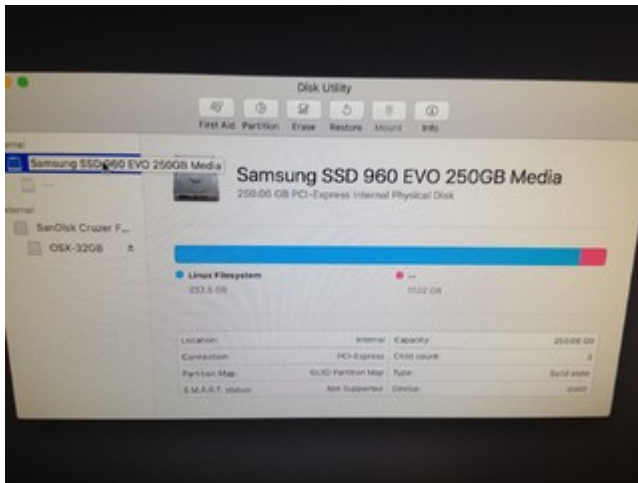 Disk Utility
First Aid Partition Erase Restore Mount Info
Samsung SSD 960 EVO 250GB Media
Samsung SSD 960 EVO 250GB Media
250.06 GB PCI-Express Internal Physical Disk
SanDisk Cruzer F...
OSX-32GB
Linux Filesystem
--
232.5 GB
17.02 GB
Location: Internal Capacity: 250.06 GB
Connection: PCI-Express Child count:
Partition Map: GUID Partition Map Type: Solid state
S.M.A.R.T. status: Not Supported Device: disk0